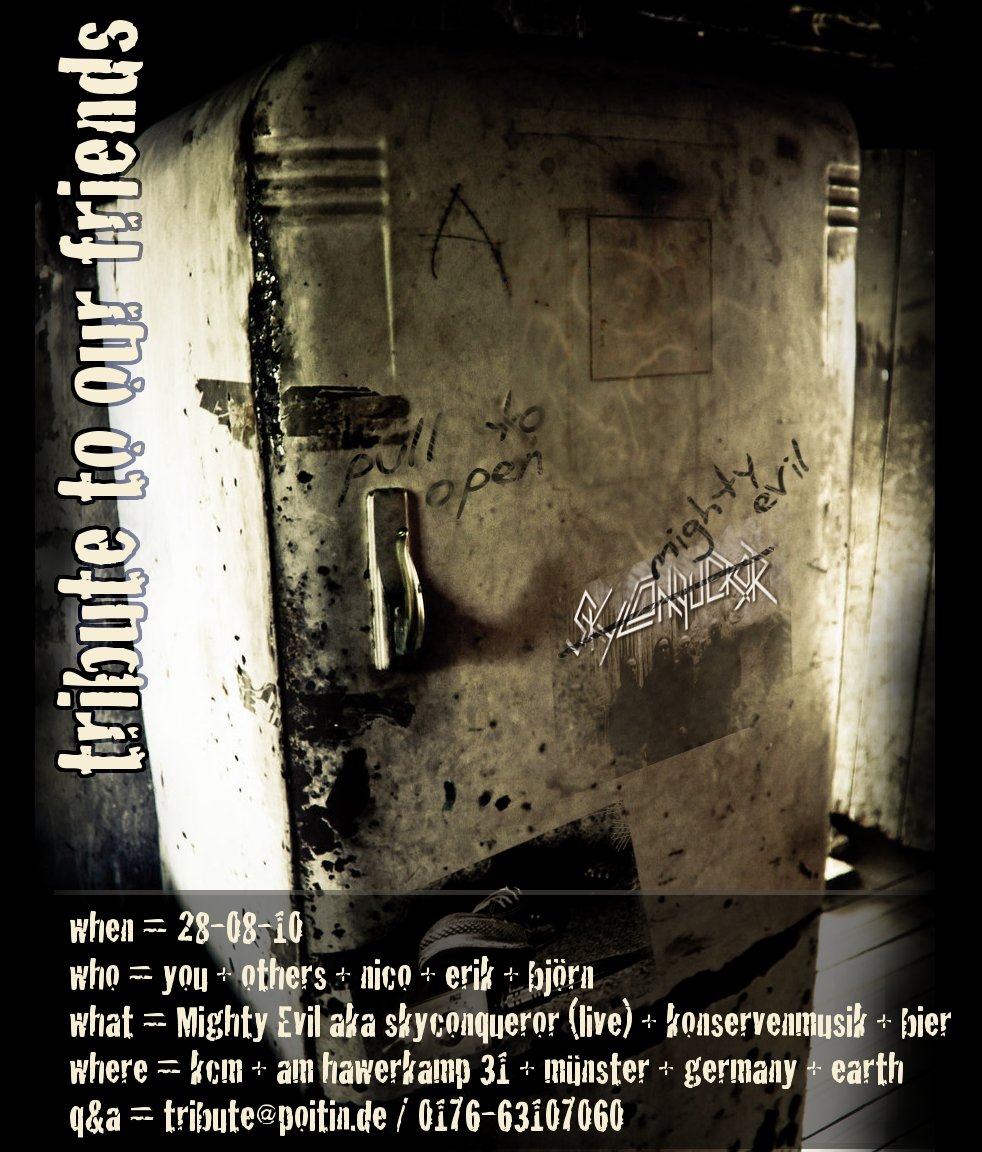 tribute to our friends
A
pull to
open
mighty
evil
SKYCONQUEROR
when = 28-08-10
who = you + others + nico + erik + björn
what = Mighty Evil aka skyconqueror (live) + konservenmusik + bier
where = kcm + am hawerkamp 31 + münster + germany + earth
q&a = tribute@poitin.de / 0176-63107060